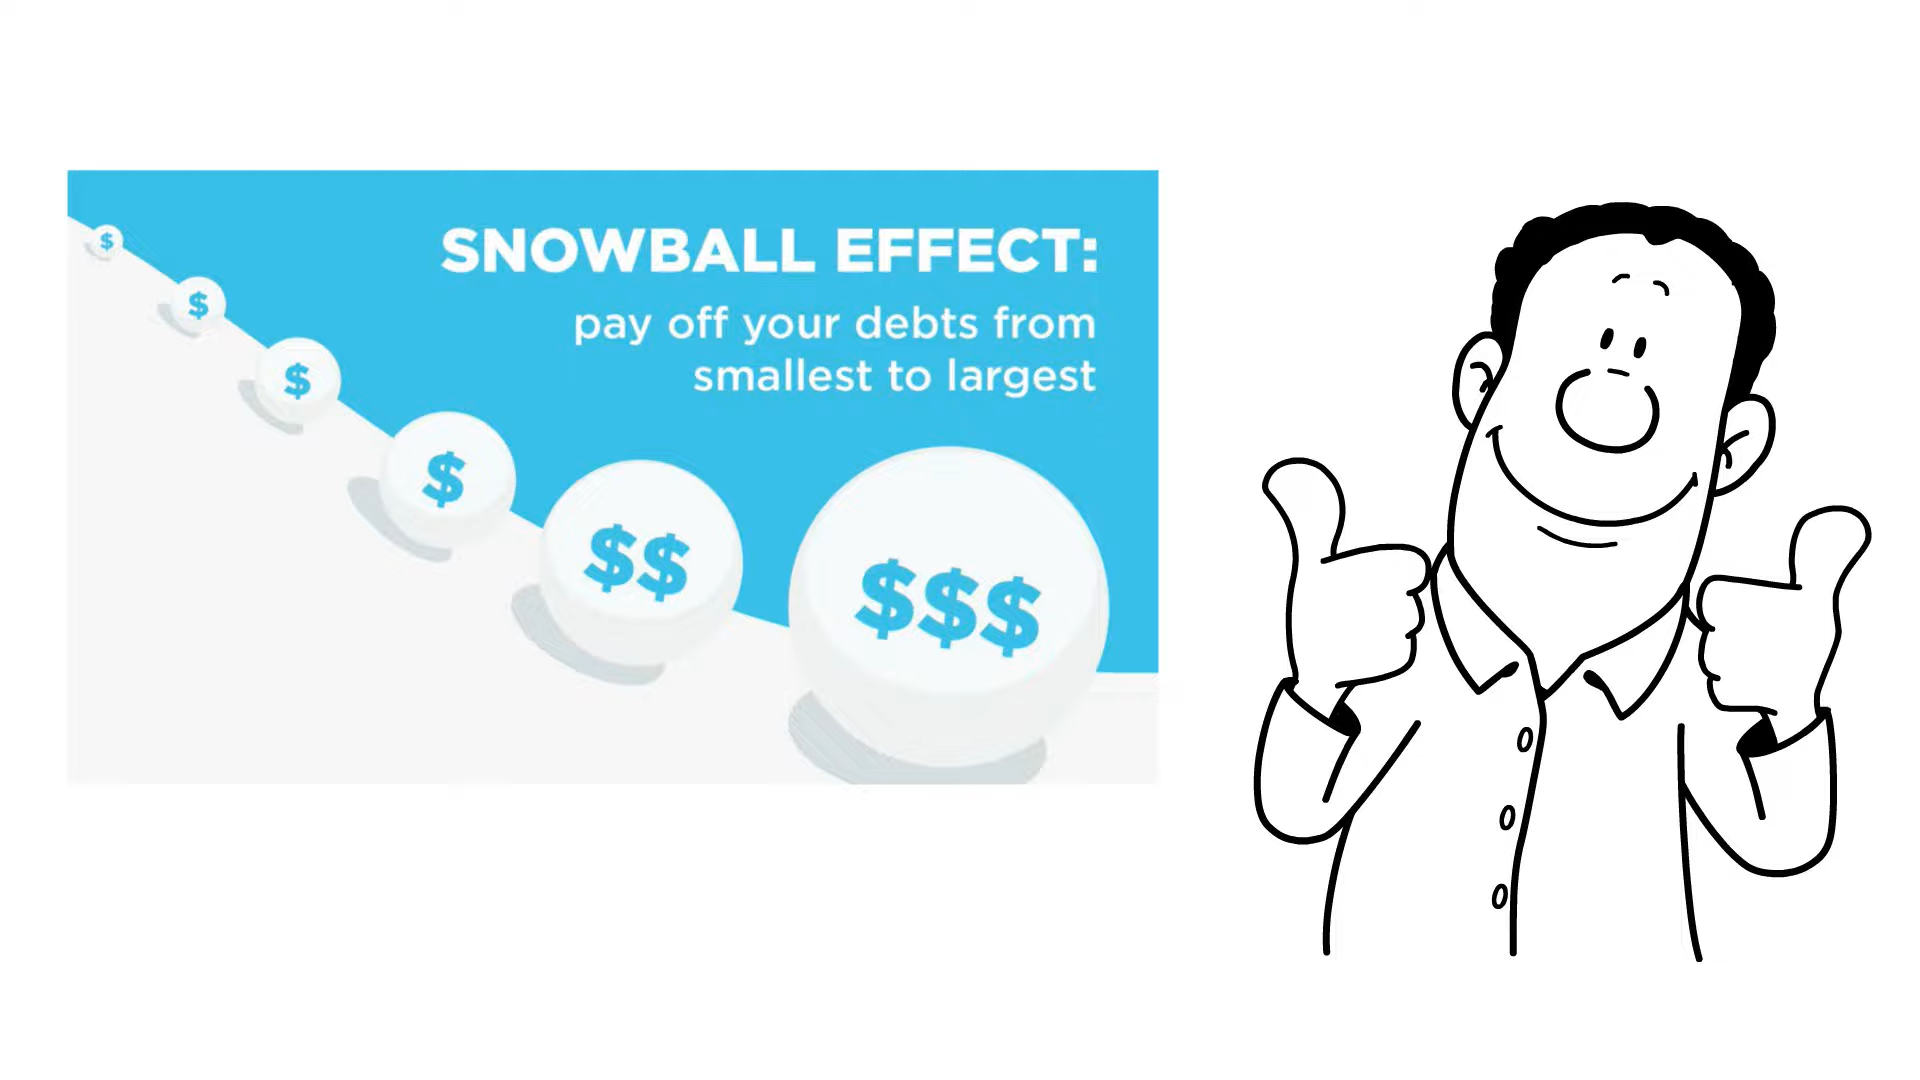 SNOWBALL EFFECT:
pay off your debts from
smallest to largest
$
$
$
$
$$
$$$